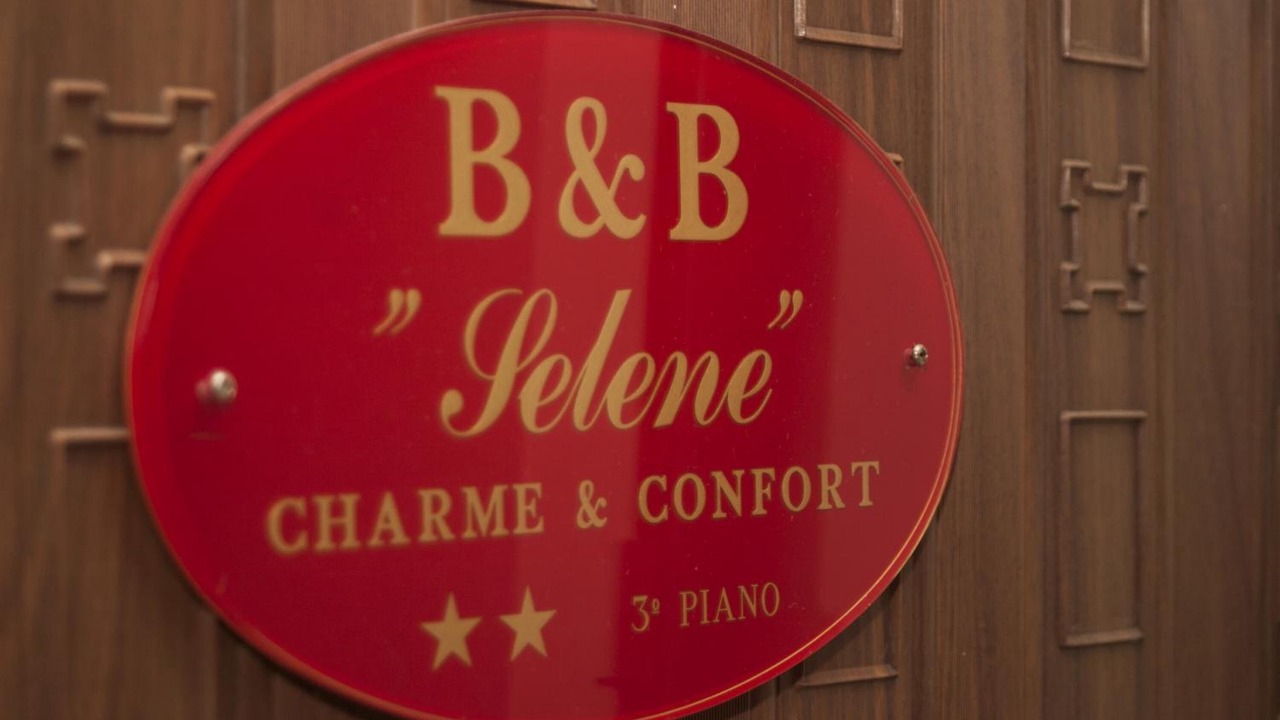 B&B
”Selene”
CHARME & CONFORT
★★ 3º PIANO